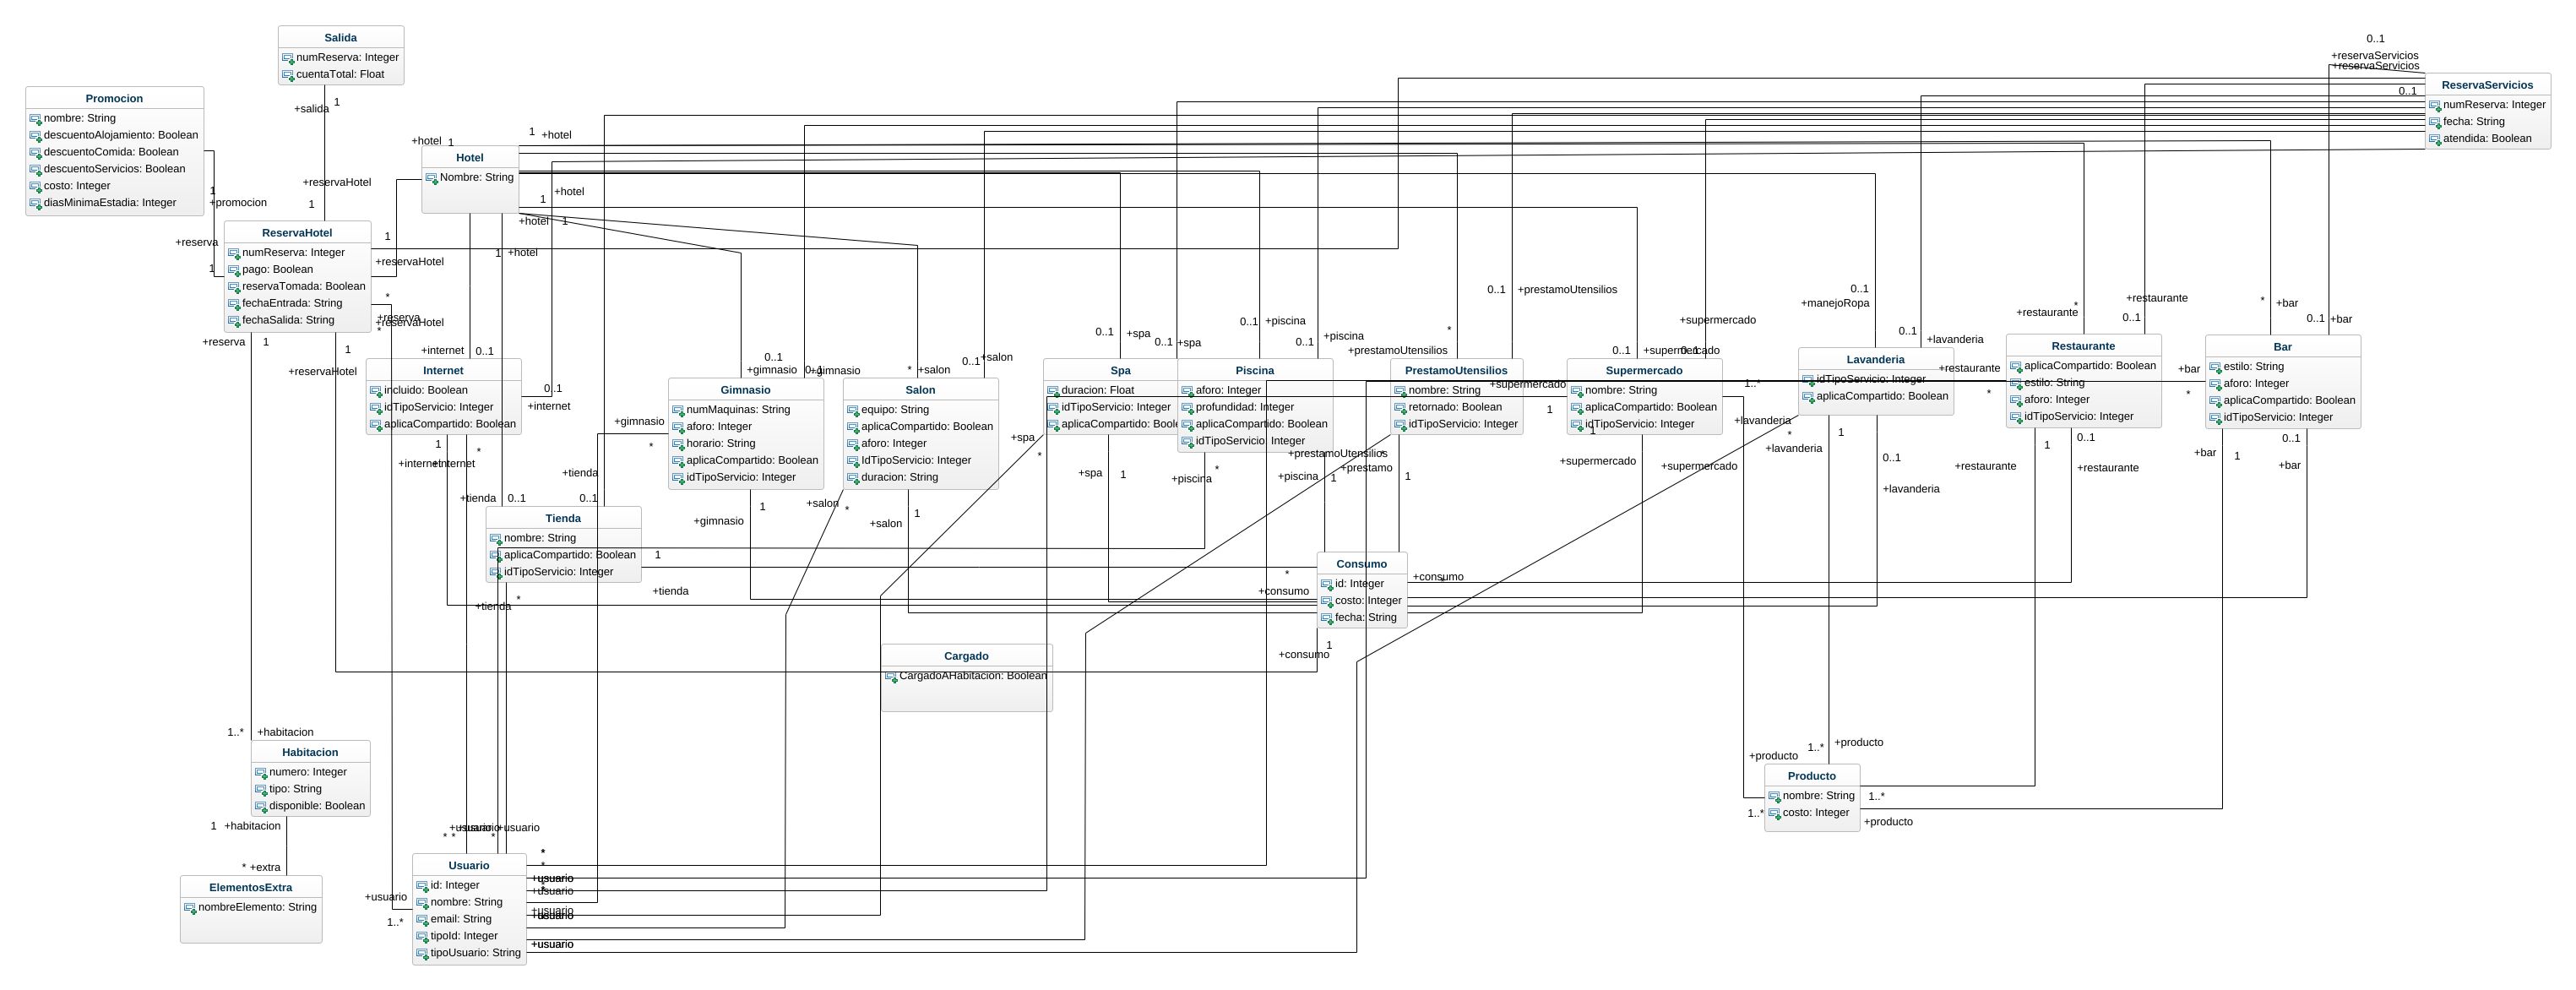 Salida
numReserva: Integer
cuentaTotal: Float
+salida
1
+reservaHotel
1
Promocion
nombre: String
descuentoAlojamiento: Boolean
descuentoComida: Boolean
descuentoServicios: Boolean
costo: Integer
diasMinimaEstadia: Integer
1
+promocion
+reserva
1
Hotel
Nombre: String
+hotel
1
1
+hotel
+hotel
1
+hotel
1
1
+hotel
ReservaServicios
numReserva: Integer
fecha: String
atendida: Boolean
0..1
+reservaServicios
+reservaServicios
0..1
ReservaHotel
numReserva: Integer
pago: Boolean
reservaTomada: Boolean
fechaEntrada: String
fechaSalida: String
1
+reservaHotel
*
+reserva
+reservaHotel
*
+reserva
1
1
+reservaHotel
Internet
incluido: Boolean
idTipoServicio: Integer
aplicaCompartido: Boolean
+internet
0..1
0..1
+internet
1
*
+internet
+internet
Gimnasio
numMaquinas: String
aforo: Integer
horario: String
aplicaCompartido: Boolean
idTipoServicio: Integer
0..1
+gimnasio
0..1
+gimnasio
+gimnasio
*
+gimnasio
1
Salon
equipo: String
aplicaCompartido: Boolean
aforo: Integer
IdTipoServicio: Integer
duracion: String
*
+salon
0..1
+salon
+salon
*
+salon
1
Spa
duracion: Float
idTipoServicio: Integer
0..1
+spa
0..1
+spa
+spa
*
+spa
1
Piscina
aforo: Integer
profundidad: Integer
aplicaCompartido: Boolean
idTipoServicio: Integer
0..1
+piscina
+piscina
0..1
+piscina
*
+piscina
1
PrestamoUtensilios
nombre: String
retornado: Boolean
idTipoServicio: Integer
0..1
+prestamoUtensilios
*
+prestamoUtensilios
+prestamoUtensilios
*
+prestamo
1
Supermercado
nombre: String
aplicaCompartido: Boolean
idTipoServicio: Integer
+supermercado
0..1
+supermercado
0..1
+supermercado
1
1
+supermercado
+supermercado
1..*
Lavanderia
idTipoServicio: Integer
aplicaCompartido: Boolean
0..1
+manejoRopa
0..1
+lavanderia
+lavanderia
*
+lavanderia
1
0..1
+lavanderia
Restaurante
aplicaCompartido: Boolean
estilo: String
aforo: Integer
idTipoServicio: Integer
*
+restaurante
+restaurante
0..1
+restaurante
*
1
+restaurante
0..1
+restaurante
Bar
estilo: String
aforo: Integer
aplicaCompartido: Boolean
idTipoServicio: Integer
*
+bar
0..1
+bar
+bar
*
+bar
1
0..1
+bar
Tienda
nombre: String
aplicaCompartido: Boolean
idTipoServicio: Integer
+tienda
0..1
+tienda
0..1
1
+tienda
+tienda
*
Consumo
id: Integer
costo: Integer
fecha: String
*
+consumo
+consumo
1
+consumo
Cargado
CargadoAHabitacion: Boolean
Habitacion
numero: Integer
tipo: String
disponible: Boolean
1..*
+habitacion
1
+habitacion
*
+extra
ElementosExtra
nombreElemento: String
Producto
nombre: String
costo: Integer
+producto
1..*
1..*
+producto
1..*
+producto
Usuario
id: Integer
nombre: String
email: String
tipoId: Integer
tipoUsuario: String
+usuario
+usuario
* * *
+usuario
1..*
*
*
+usuario
+usuario
+usuario
+usuario
+usuario